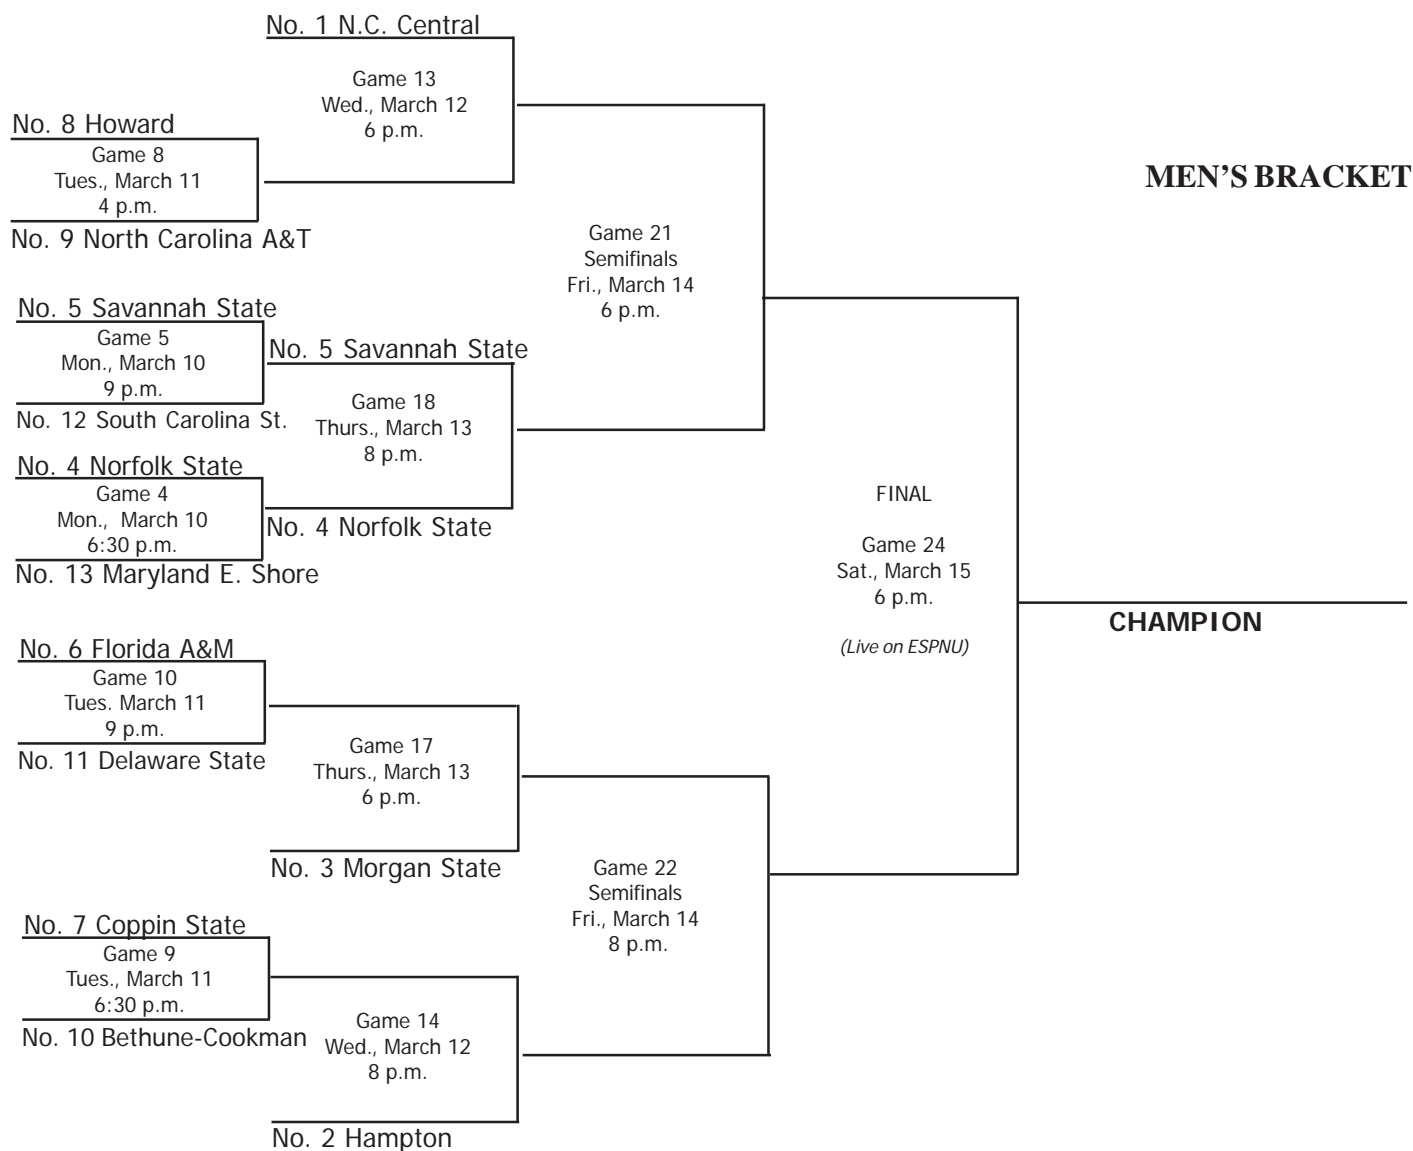 No. 1 N.C. Central
Game 13
Wed., March 12
6 p.m.
No. 8 Howard
Game 8
Tues., March 11
4 p.m.
No. 9 North Carolina A&T
MEN’S BRACKET
Game 21
Semifinals
Fri., March 14
6 p.m.
No. 5 Savannah State
Game 5
Mon., March 10
9 p.m.
No. 12 South Carolina St.
No. 5 Savannah State
Game 18
Thurs., March 13
8 p.m.
No. 4 Norfolk State
Game 4
Mon., March 10
6:30 p.m.
No. 13 Maryland E. Shore
No. 4 Norfolk State
FINAL
Game 24
Sat., March 15
6 p.m.
(Live on ESPNU)
CHAMPION
No. 6 Florida A&M
Game 10
Tues. March 11
9 p.m.
No. 11 Delaware State
Game 17
Thurs., March 13
6 p.m.
No. 3 Morgan State
Game 22
Semifinals
Fri., March 14
8 p.m.
No. 7 Coppin State
Game 9
Tues., March 11
6:30 p.m.
No. 10 Bethune-Cookman
Game 14
Wed., March 12
8 p.m.
No. 2 Hampton